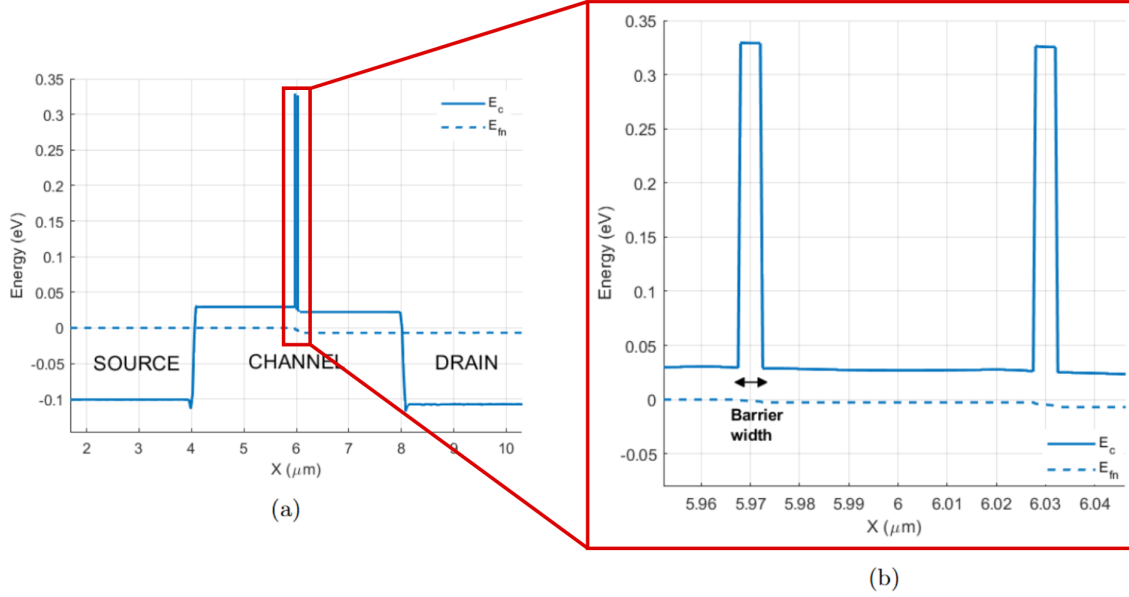 0.35
0.3
0.25
0.2
0.15
0.1
0.05
0
-0.05
-0.1
Energy (eV)
E_c
E_fn
SOURCE
CHANNEL
DRAIN
2 3 4 5 6 7 8 9 10
X (μm)
(a)
0.35
0.3
0.25
0.2
0.15
0.1
0.05
0
-0.05
Energy (eV)
Barrier
width
E_c
E_fn
5.96 5.97 5.98 5.99 6 6.01 6.02 6.03 6.04
X (μm)
(b)